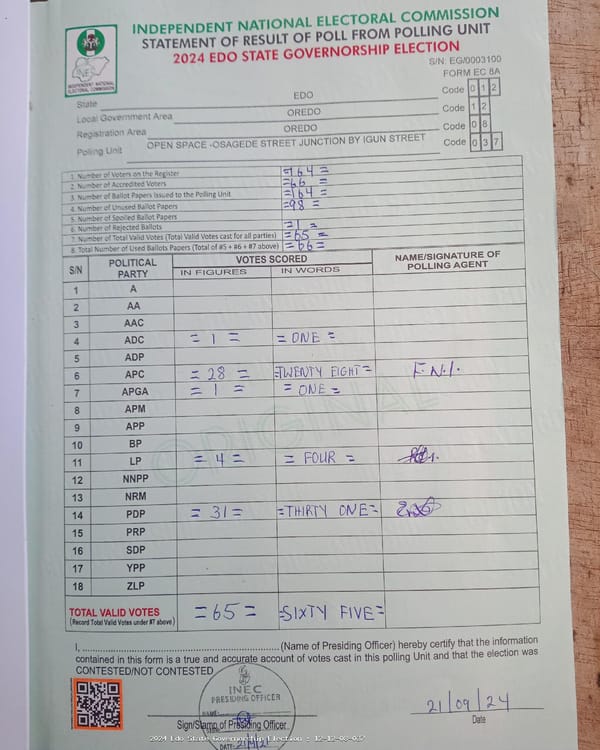 INDEPENDENT NATIONAL ELECTORAL COMMISSION
STATEMENT OF RESULT OF POLL FROM POLLING UNIT
2024 EDO STATE GOVERNORSHIP ELECTION
INEC
INDEPENDENT NATIONAL
ELECTORAL COMMISSION
S/N: EG/0003100
FORM EC 8A
State EDO Code 0 1 2
Local Government Area OREDO Code 1 2
Registration Area OREDO Code 0 8
Polling Unit OPEN SPACE -OSAGEDE STREET JUNCTION BY IGUN STREET Code 0 3 7
1. Number of Voters on the Register =164=
2. Number of Accredited Voters =66=
3. Number of Ballot Papers Issued to the Polling Unit =164=
4. Number of Unused Ballot Papers =98=
5. Number of Spoiled Ballot Papers
6. Number of Rejected Ballots =1=
7. Number of Total Valid Votes (Total Valid Votes cast for all parties) =65=
8. Total Number of Used Ballots Papers (Total of #5 + #6 + #7 above) =66=
S/N POLITICAL PARTY VOTES SCORED NAME/SIGNATURE OF POLLING AGENT
IN FIGURES IN WORDS
1 A
2 AA
3 AAC
4 ADC = 1 = = ONE =
5 ADP
6 APC = 28 = =TWENTY EIGHT= F.N.I.
7 APGA = 1 = = ONE =
8 APM
9 APP
10 BP
11 LP = 4 = = FOUR =
12 NNPP
13 NRM
14 PDP = 31 = =THIRTY ONE=
15 PRP
16 SDP
17 YPP
18 ZLP
ORIGINAL
TOTAL VALID VOTES =65= =SIXTY FIVE=
(Record Total Valid Votes under #7 above)
I, ........................................ (Name of Presiding Officer) hereby certify that the information
contained in this form is a true and accurate account of votes cast in this polling Unit and that the election was
CONTESTED/NOT CONTESTED
INEC
PRESIDING OFFICER
NAME:
Sign/Stamp of Presiding Officer
DATE:
21/09/24
Date
2024 Edo State Governorship Election : 12-12-08-037